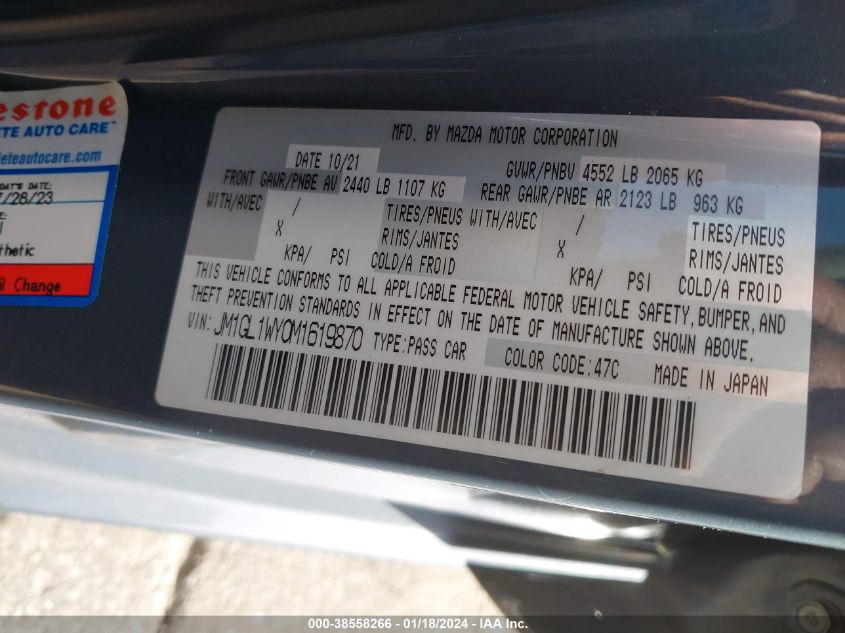 estone
ETE AUTO CARE™
leteautocare.com
DATE:
/28/23
thetic
il Change
MFD. BY MAZDA MOTOR CORPORATION
DATE 10/21
GVWR/PNBV 4552 LB 2065 KG
FRONT GAWR/PNBE AV 2440 LB 1107 KG
REAR GAWR/PNBE AR 2123 LB 963 KG
WITH/AVEC / TIRES/PNEUS WITH/AVEC / TIRES/PNEUS
X RIMS/JANTES X RIMS/JANTES
KPA/ PSI COLD/A FROID KPA/ PSI COLD/A FROID
THIS VEHICLE CONFORMS TO ALL APPLICABLE FEDERAL MOTOR VEHICLE SAFETY, BUMPER, AND
THEFT PREVENTION STANDARDS IN EFFECT ON THE DATE OF MANUFACTURE SHOWN ABOVE.
VIN: JM1GL1WY0M1619870 TYPE:PASS CAR
COLOR CODE:47C MADE IN JAPAN
000-38558266 - 01/18/2024 - IAA Inc.